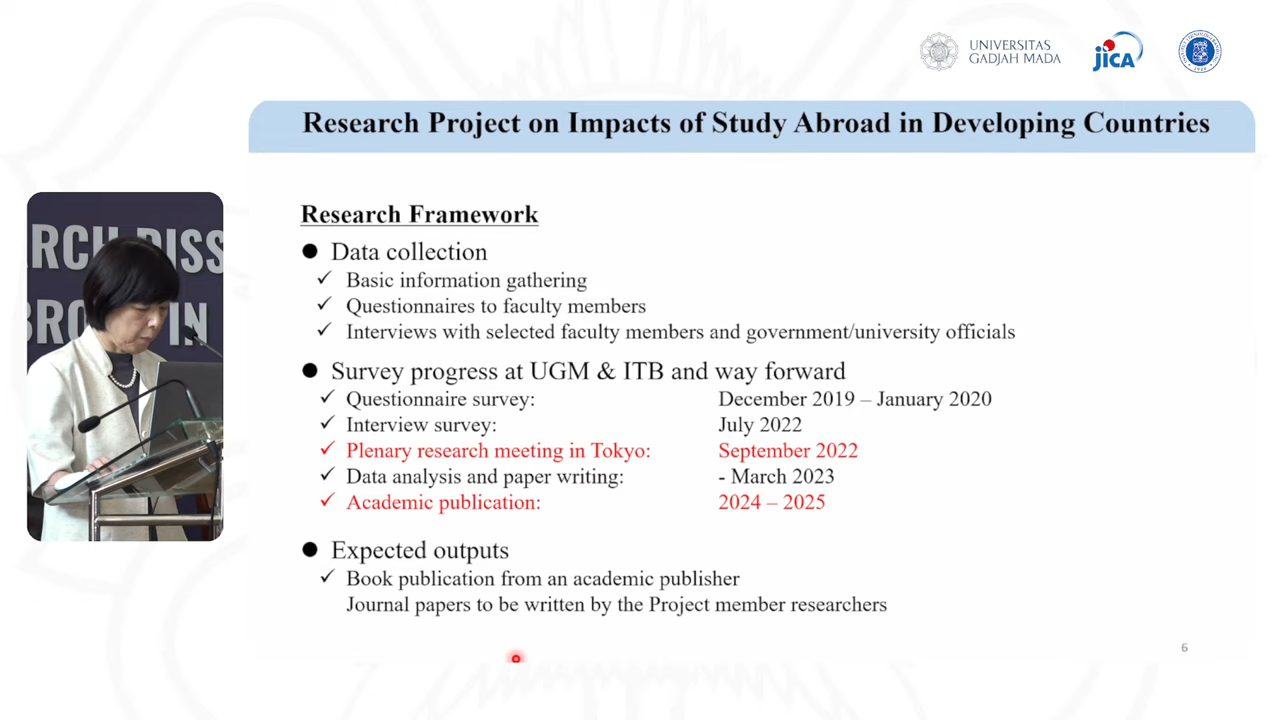 UNIVERSITAS
GADJAH MADA
jICA
Research Project on Impacts of Study Abroad in Developing Countries
RCH DISS
BRO IN
Research Framework
● Data collection
✓ Basic information gathering
✓ Questionnaires to faculty members
✓ Interviews with selected faculty members and government/university officials
● Survey progress at UGM & ITB and way forward
✓ Questionnaire survey: December 2019 – January 2020
✓ Interview survey: July 2022
✓ Plenary research meeting in Tokyo: September 2022
✓ Data analysis and paper writing: - March 2023
✓ Academic publication: 2024 – 2025
● Expected outputs
✓ Book publication from an academic publisher
Journal papers to be written by the Project member researchers
6